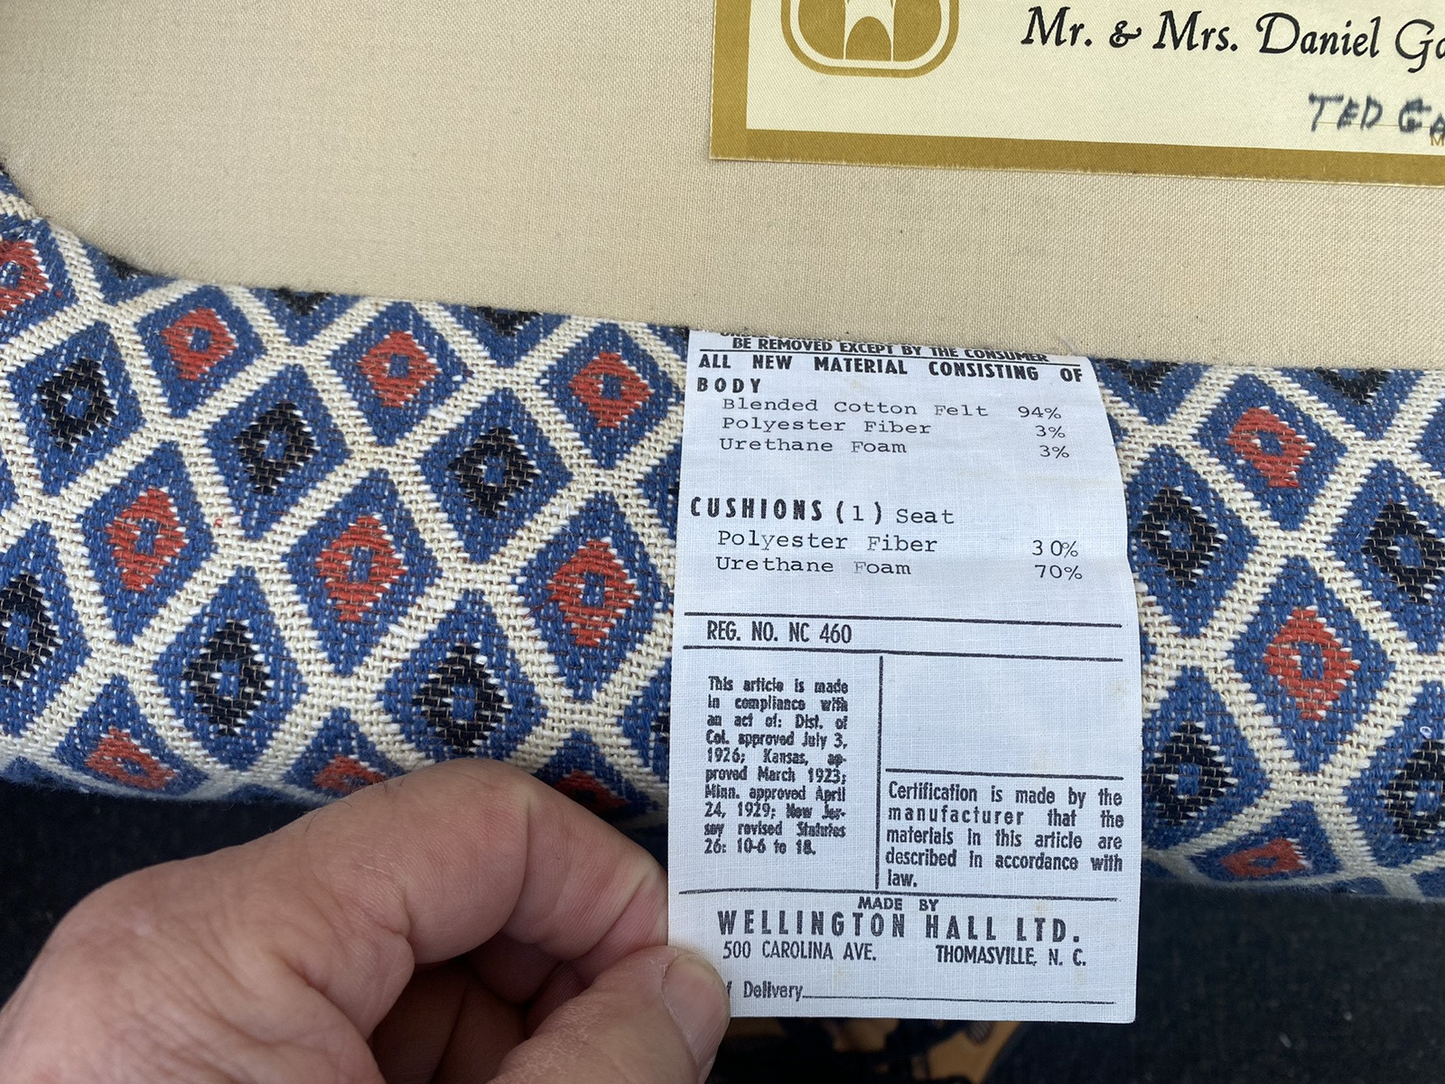 Mr. & Mrs. Daniel
TED
BE REMOVED EXCEPT BY THE CONSUMER
ALL NEW MATERIAL CONSISTING OF
BODY
Blended Cotton Felt 94%
Polyester Fiber 3%
Urethane Foam 3%
CUSHIONS (1) Seat
Polyester Fiber 30%
Urethane Foam 70%
REG. NO. NC 460
This article is made
in compliance with
an act of: Dist. of
Col. approved July 3,
1926; Kansas, ap-
proved March 1923;
Minn. approved April
24, 1929; New Jer-
sey revised Statutes
26: 10-6 to 18.
Certification is made by the
manufacturer that the
materials in this article are
described in accordance with
law.
MADE BY
WELLINGTON HALL LTD.
500 CAROLINA AVE. THOMASVILLE, N. C.
Delivery